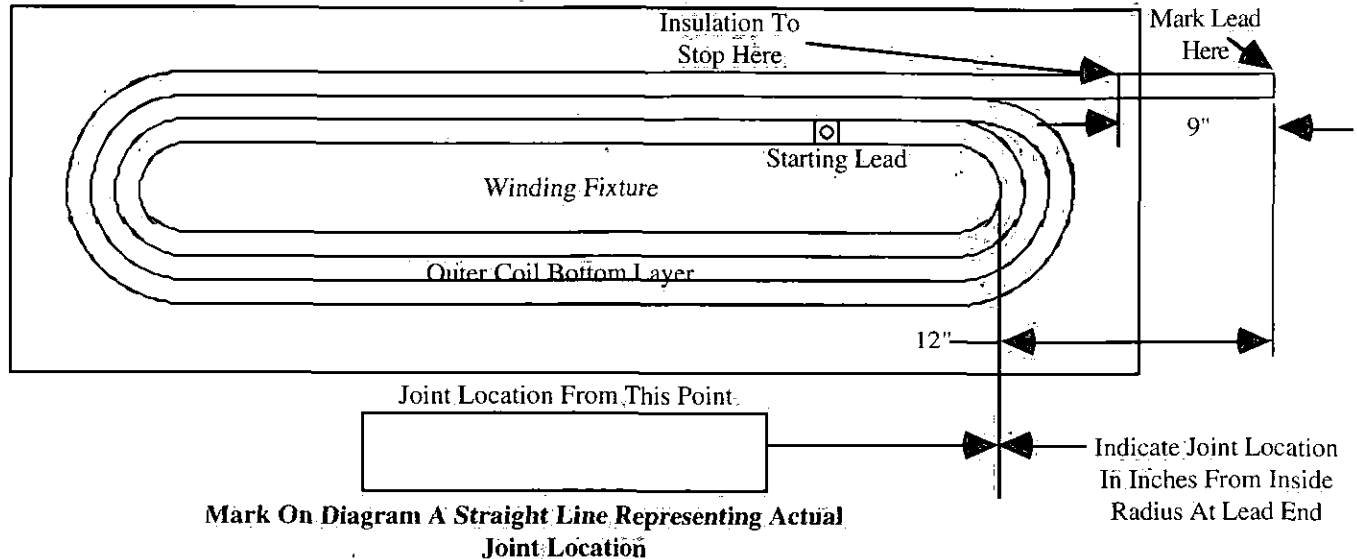 Insulation To
Stop Here
Mark Lead
Here
9"
Starting Lead
Winding Fixture
Outer Coil Bottom Layer
12"
Joint Location From This Point
Indicate Joint Location
In Inches From Inside
Radius At Lead End
Mark On Diagram A Straight Line Representing Actual
Joint Location